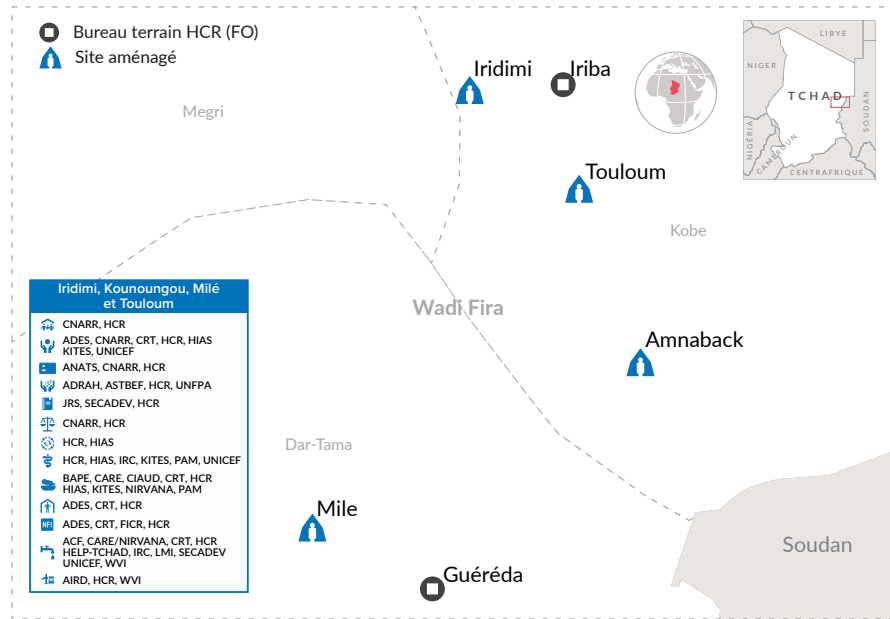 Bureau terrain HCR (FO)
Site aménagé
Iridimi
Iriba
Megri
Touloum
Kobe
LIBYE
NIGER
TCHAD
SOUDAN
NIGÉRIA
CAMEROUN
CENTRAFRIQUE
Iridimi, Kounoungou, Milé
et Touloum
CNARR, HCR
ADES, CNARR, CRT, HCR, HIAS
KITES, UNICEF
ANATS, CNARR, HCR
ADRAH, ASTBEF, HCR, UNFPA
JRS, SECADEV, HCR
CNARR, HCR
HCR, HIAS
HCR, HIAS, IRC, KITES, PAM, UNICEF
BAPE, CARE, CIAUD, CRT, HCR
HIAS, KITES, NIRVANA, PAM
ADES, CRT, HCR
NFI
ADES, CRT, FICR, HCR
ACF, CARE/NIRVANA, CRT, HCR
HELP-TCHAD, IRC, LMI, SECADEV
UNICEF, WVI
AIRD, HCR, WVI
Wadi Fira
Amnaback
Dar-Tama
Mile
Guéréda
Soudan